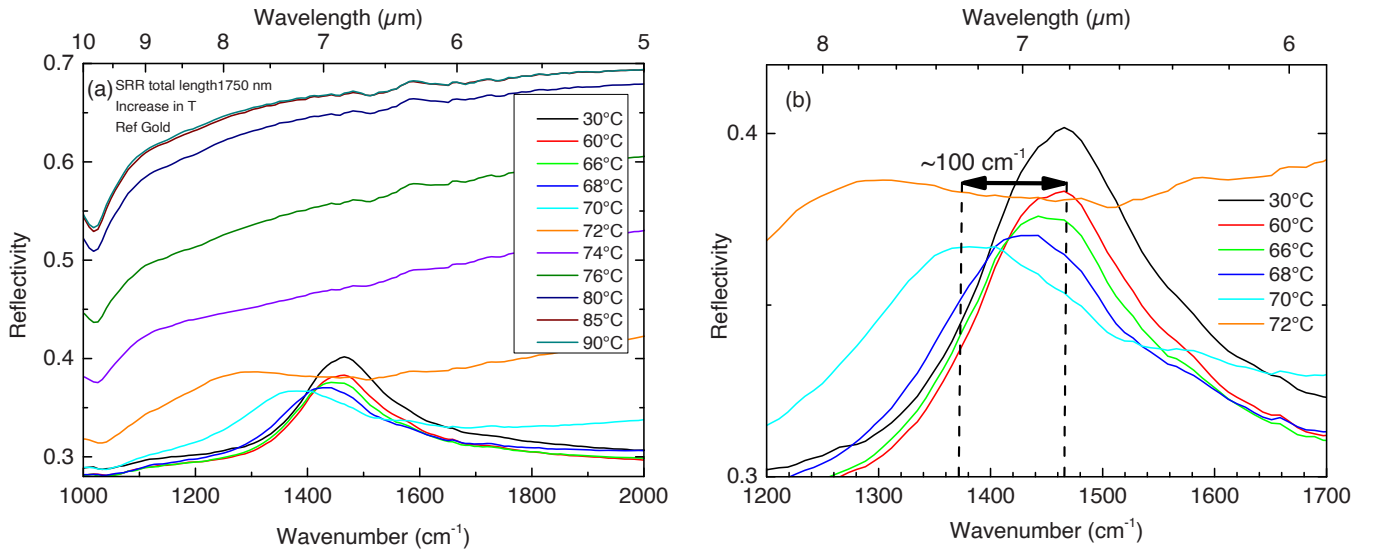 Wavelength (μm)
10 9 8 7 6 5
0.7
0.6
0.5
0.4
0.3
Reflectivity
(a) SRR total length1750 nm
Increase in T
Ref Gold
30°C
60°C
66°C
68°C
70°C
72°C
74°C
76°C
80°C
85°C
90°C
1000 1200 1400 1600 1800 2000
Wavenumber (cm⁻¹)
Wavelength (μm)
8 7 6
(b)
0.4
0.3
Reflectivity
~100 cm⁻¹
30°C
60°C
66°C
68°C
70°C
72°C
1200 1300 1400 1500 1600 1700
Wavenumber (cm⁻¹)